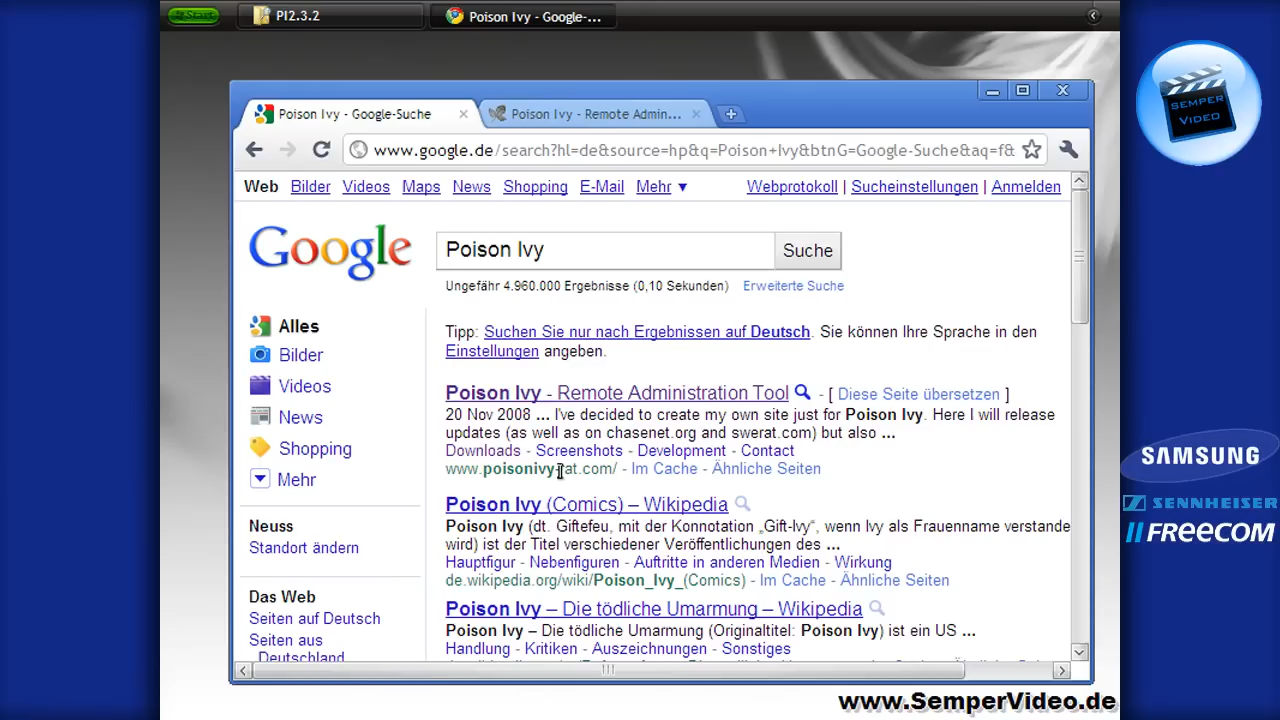 Start
PI2.3.2
Poison Ivy - Google-...
Poison Ivy - Google-Suche
Poison Ivy - Remote Admin...
www.google.de/search?hl=de&source=hp&q=Poison+Ivy&btnG=Google-Suche&aq=f&
Web Bilder Videos Maps News Shopping E-Mail Mehr ▼ Webprotokoll | Sucheinstellungen | Anmelden
Google
Poison Ivy
Suche
Ungefähr 4.960.000 Ergebnisse (0,10 Sekunden) Erweiterte Suche
Alles
Bilder
Videos
News
Shopping
Mehr
Neuss
Standort ändern
Das Web
Seiten auf Deutsch
Seiten aus
Deutschland
Tipp: Suchen Sie nur nach Ergebnissen auf Deutsch. Sie können Ihre Sprache in den
Einstellungen angeben.
Poison Ivy - Remote Administration Tool - [ Diese Seite übersetzen ]
20 Nov 2008 ... I've decided to create my own site just for Poison Ivy. Here I will release
updates (as well as on chasenet.org and swerat.com) but also ...
Downloads - Screenshots - Development - Contact
www.poisonivy-rat.com/ - Im Cache - Ähnliche Seiten
Poison Ivy (Comics) – Wikipedia
Poison Ivy (dt. Giftefeu, mit der Konnotation „Gift-Ivy“, wenn Ivy als Frauenname verstande
wird) ist der Titel verschiedener Veröffentlichungen des ...
Hauptfigur - Nebenfiguren - Auftritte in anderen Medien - Wirkung
de.wikipedia.org/wiki/Poison_Ivy_(Comics) - Im Cache - Ähnliche Seiten
Poison Ivy – Die tödliche Umarmung – Wikipedia
Poison Ivy – Die tödliche Umarmung (Originaltitel: Poison Ivy) ist ein US ...
Handlung - Kritiken - Auszeichnungen - Sonstiges
SEMPER
VIDEO
SAMSUNG
SENNHEISER
FREECOM
www.SemperVideo.de